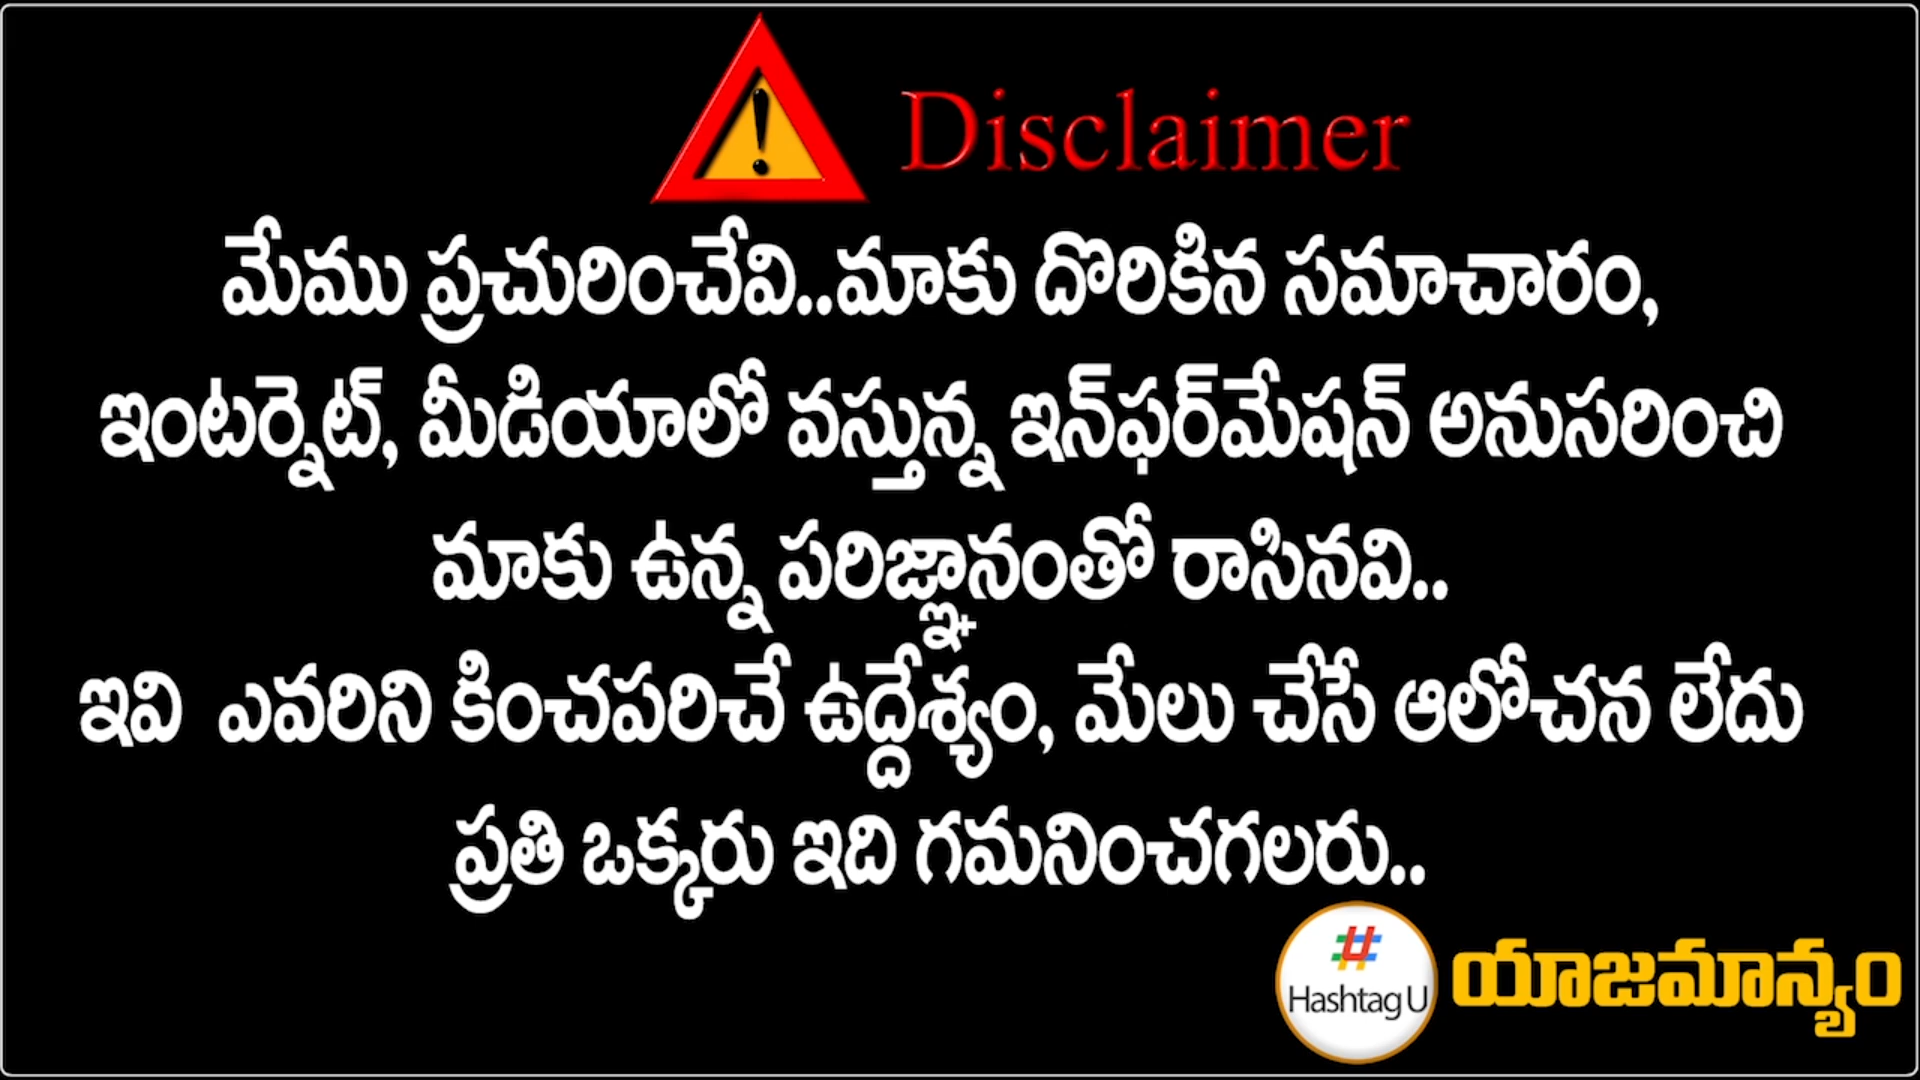 Disclaimer
మేము ప్రచురించేవి..మాకు దొరికిన సమాచారం,
ఇంటర్నెట్, మీడియాలో వస్తున్న ఇన్‌ఫర్‌మేషన్ అనుసరించి
మాకు ఉన్న పరిజ్ఞానంతో రాసినవి..
ఇవి ఎవరిని కించపరిచే ఉద్దేశ్యం, మేలు చేసే ఆలోచన లేదు
ప్రతి ఒక్కరు ఇది గమనించగలరు..
Hashtag U యాజమాన్యం